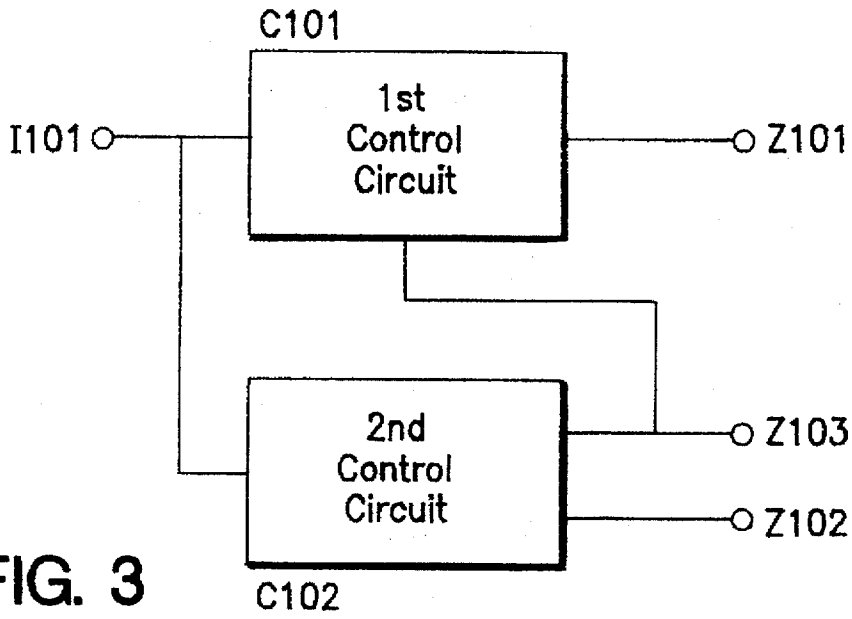 C101
1st
Control
Circuit
I101
Z101
2nd
Control
Circuit
Z103
Z102
FIG. 3
C102